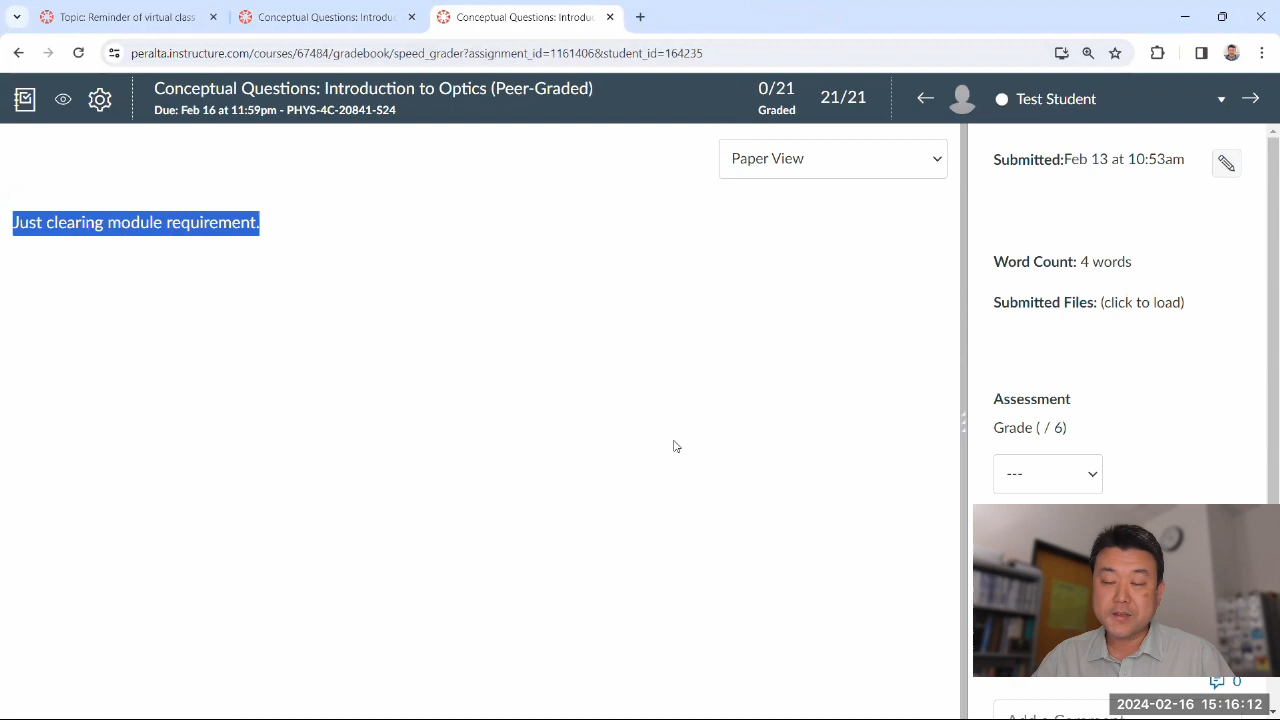 Topic: Reminder of virtual class
Conceptual Questions: Introduc
Conceptual Questions: Introdu
peralta.instructure.com/courses/67484/gradebook/speed_grader?assignment_id=1161406&student_id=164235
Conceptual Questions: Introduction to Optics (Peer-Graded)
Due: Feb 16 at 11:59pm - PHYS-4C-20841-S24
0/21
Graded
21/21
Test Student
Paper View
Submitted:Feb 13 at 10:53am
Just clearing module requirement.
Word Count: 4 words
Submitted Files: (click to load)
Assessment
Grade ( / 6)
---
0
2024-02-16 15:16:12
Add a Comment